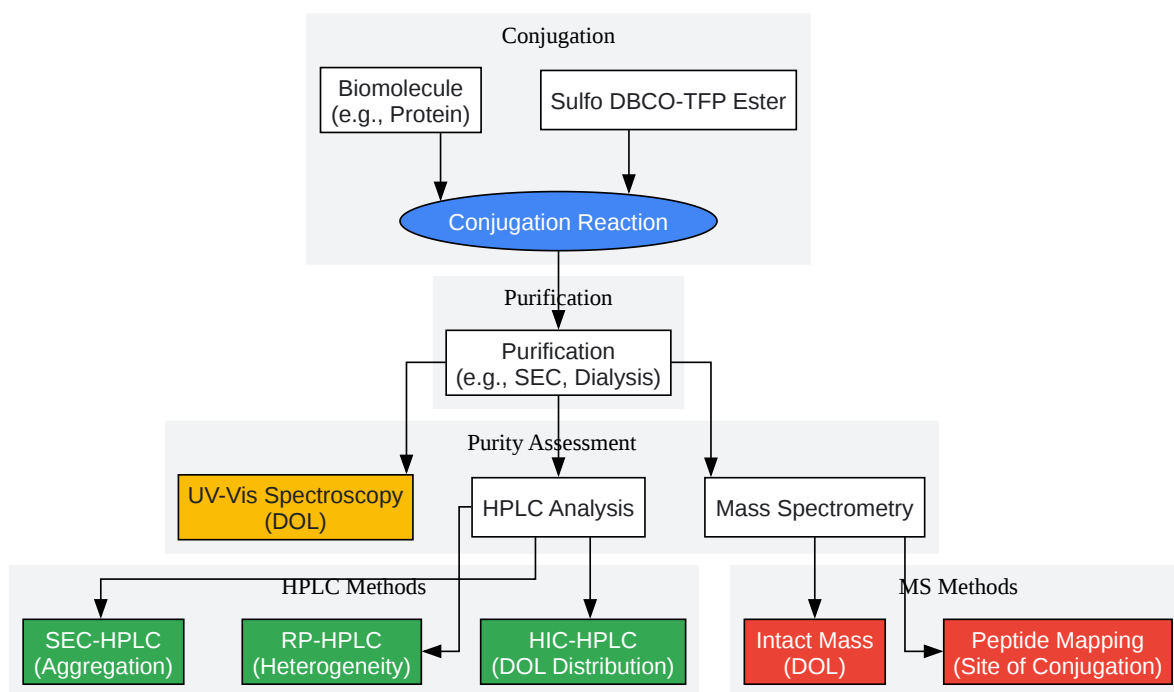 Conjugation
Biomolecule
(e.g., Protein)
Sulfo DBCO-TFP Ester
Conjugation Reaction
Purification
Purification
(e.g., SEC, Dialysis)
Purity Assessment
UV-Vis Spectroscopy
(DOL)
HPLC Analysis
Mass Spectrometry
HPLC Methods
MS Methods
SEC-HPLC
(Aggregation)
RP-HPLC
(Heterogeneity)
HIC-HPLC
(DOL Distribution)
Intact Mass
(DOL)
Peptide Mapping
(Site of Conjugation)